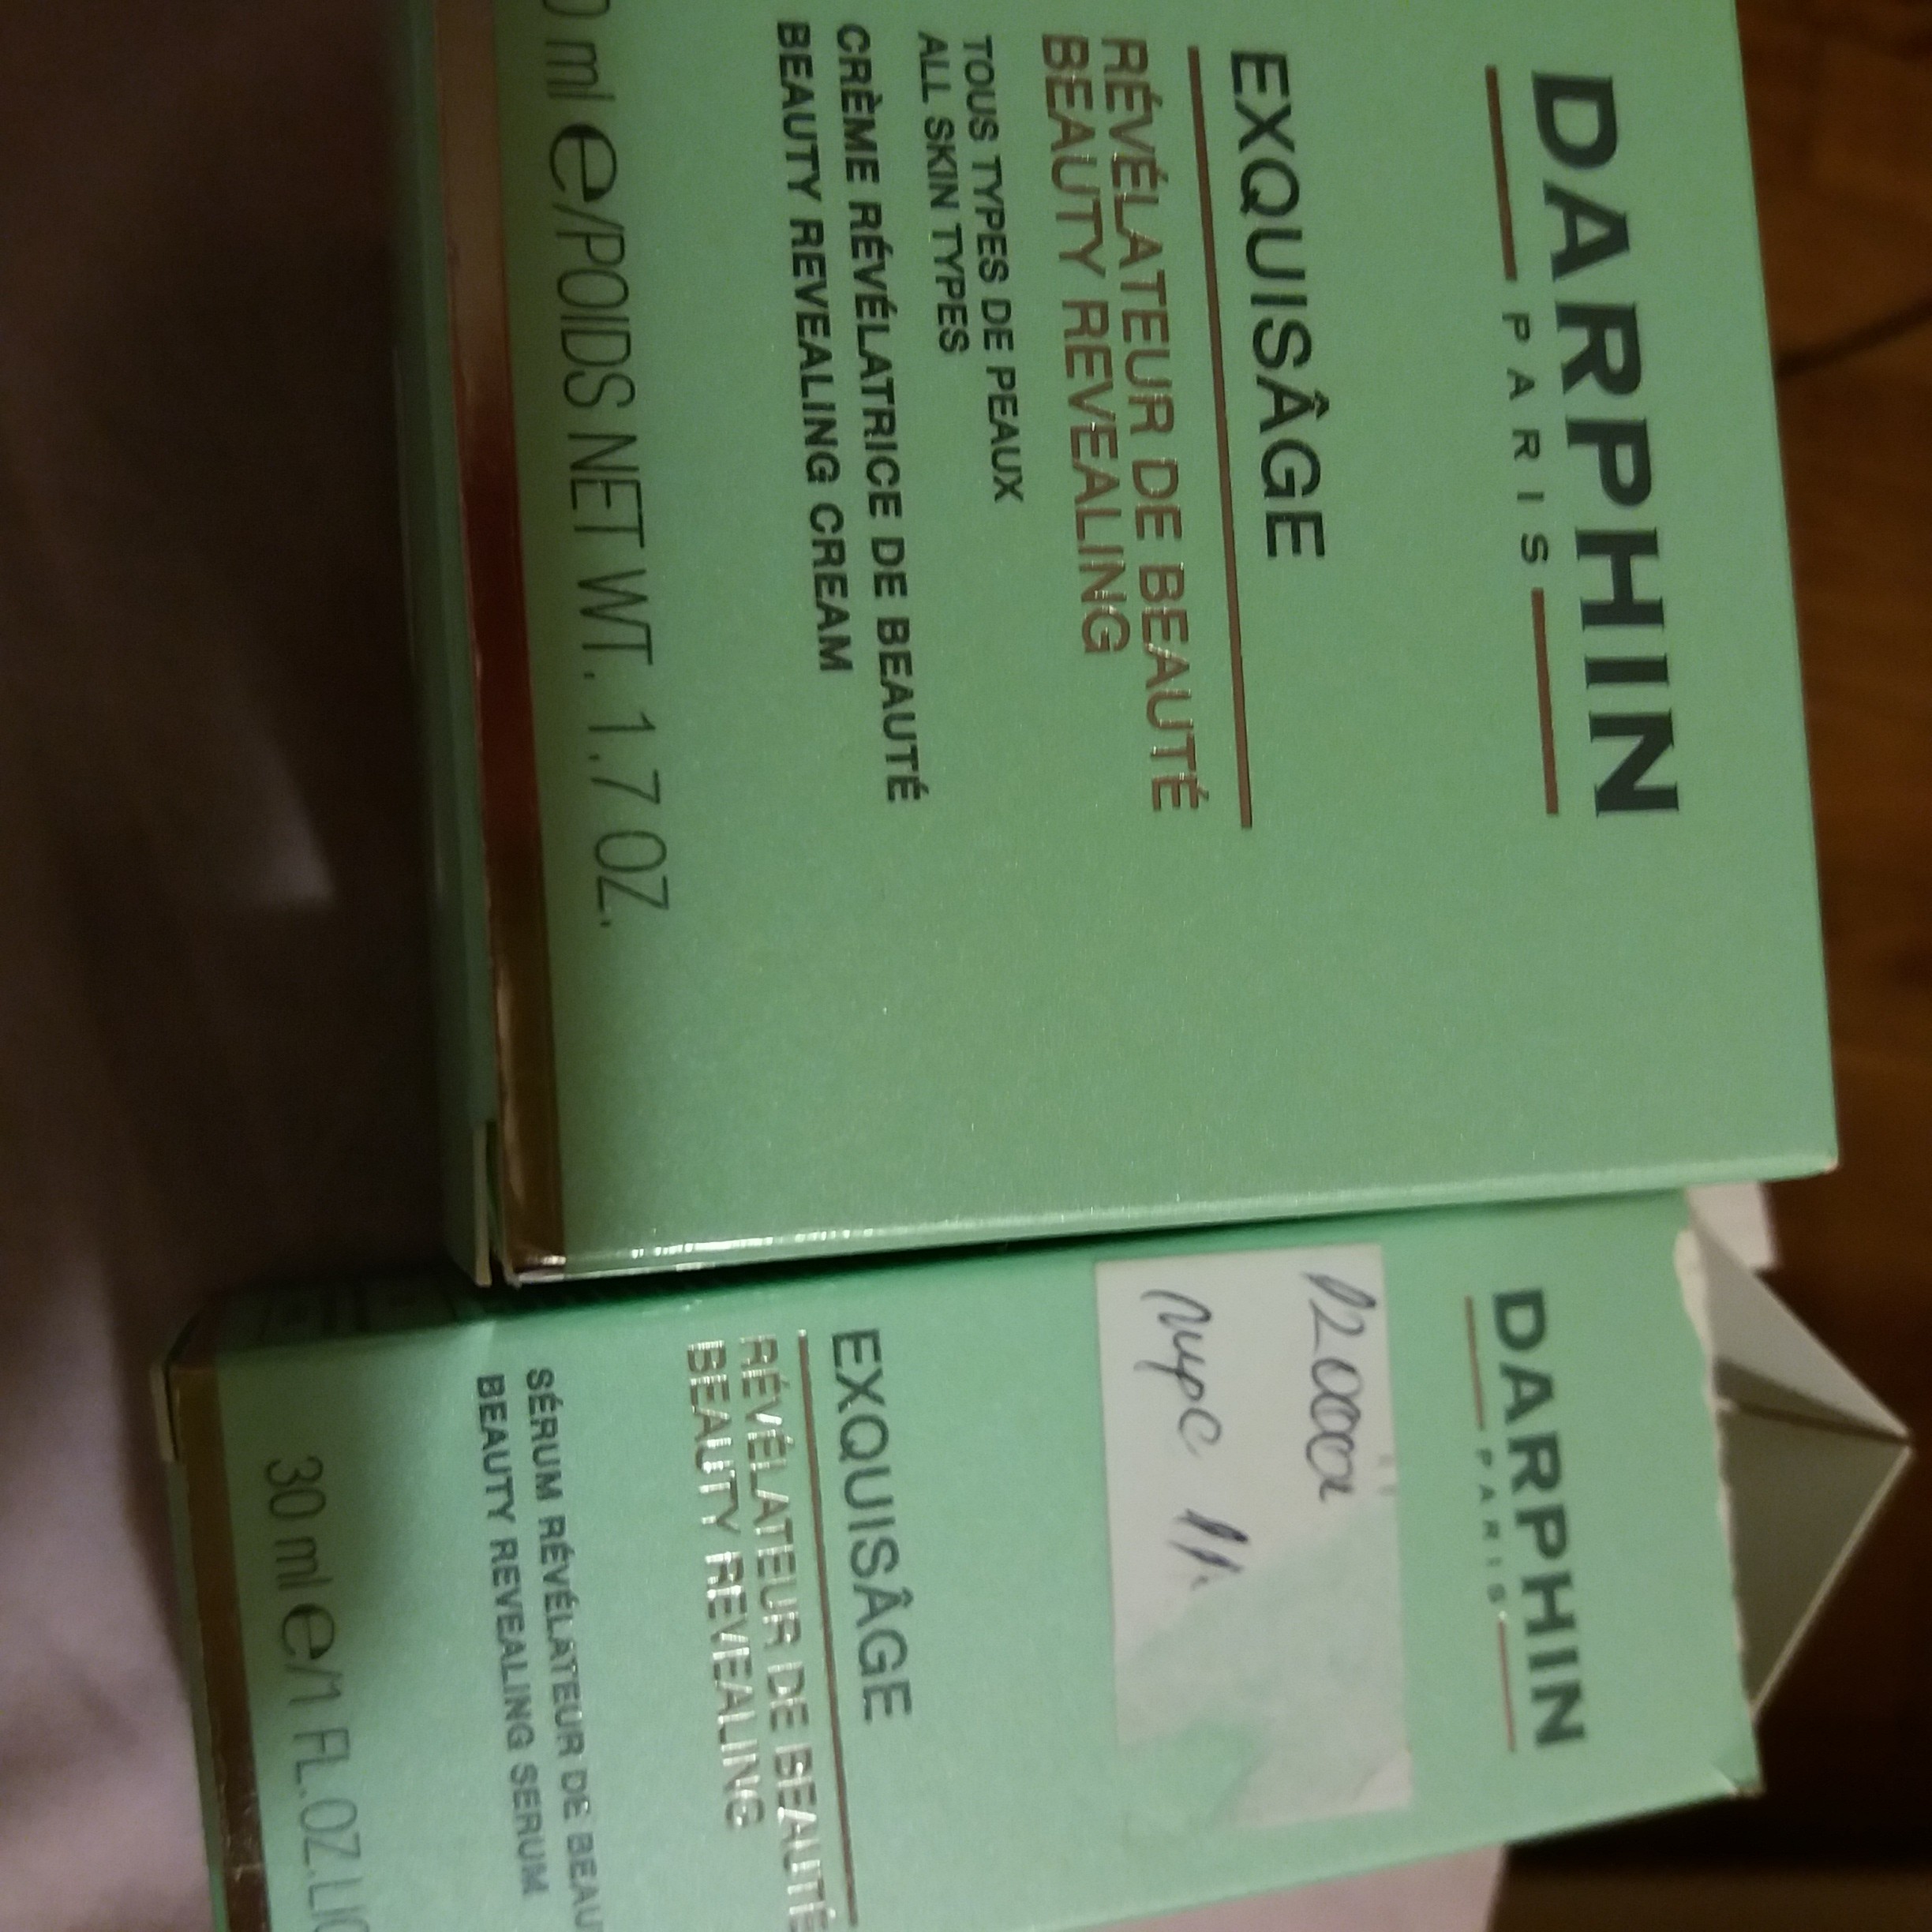 DARPHIN
PARIS
EXQUISÂGE
RÉVÉLATEUR DE BEAUTÉ
BEAUTY REVEALING
TOUS TYPES DE PEAUX
ALL SKIN TYPES
CRÈME RÉVÉLATRICE DE BEAUTÉ
BEAUTY REVEALING CREAM
ml e/POIDS NET WT. 1.7 OZ.
DARPHIN
PARIS
EXQUISÂGE
RÉVÉLATEUR DE BEAUTÉ
BEAUTY REVEALING
SÉRUM RÉVÉLATEUR DE BEAU
BEAUTY REVEALING SERUM
30 ml e/1 FL.OZ.LIQ